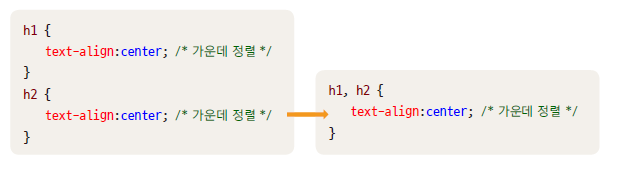 h1 {
text-align:center; /* 가운데 정렬 */
}
h2 {
text-align:center; /* 가운데 정렬 */
}
h1, h2 {
text-align:center; /* 가운데 정렬 */
}